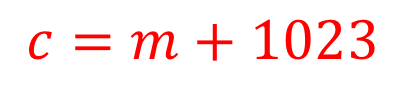 c = m + 1023